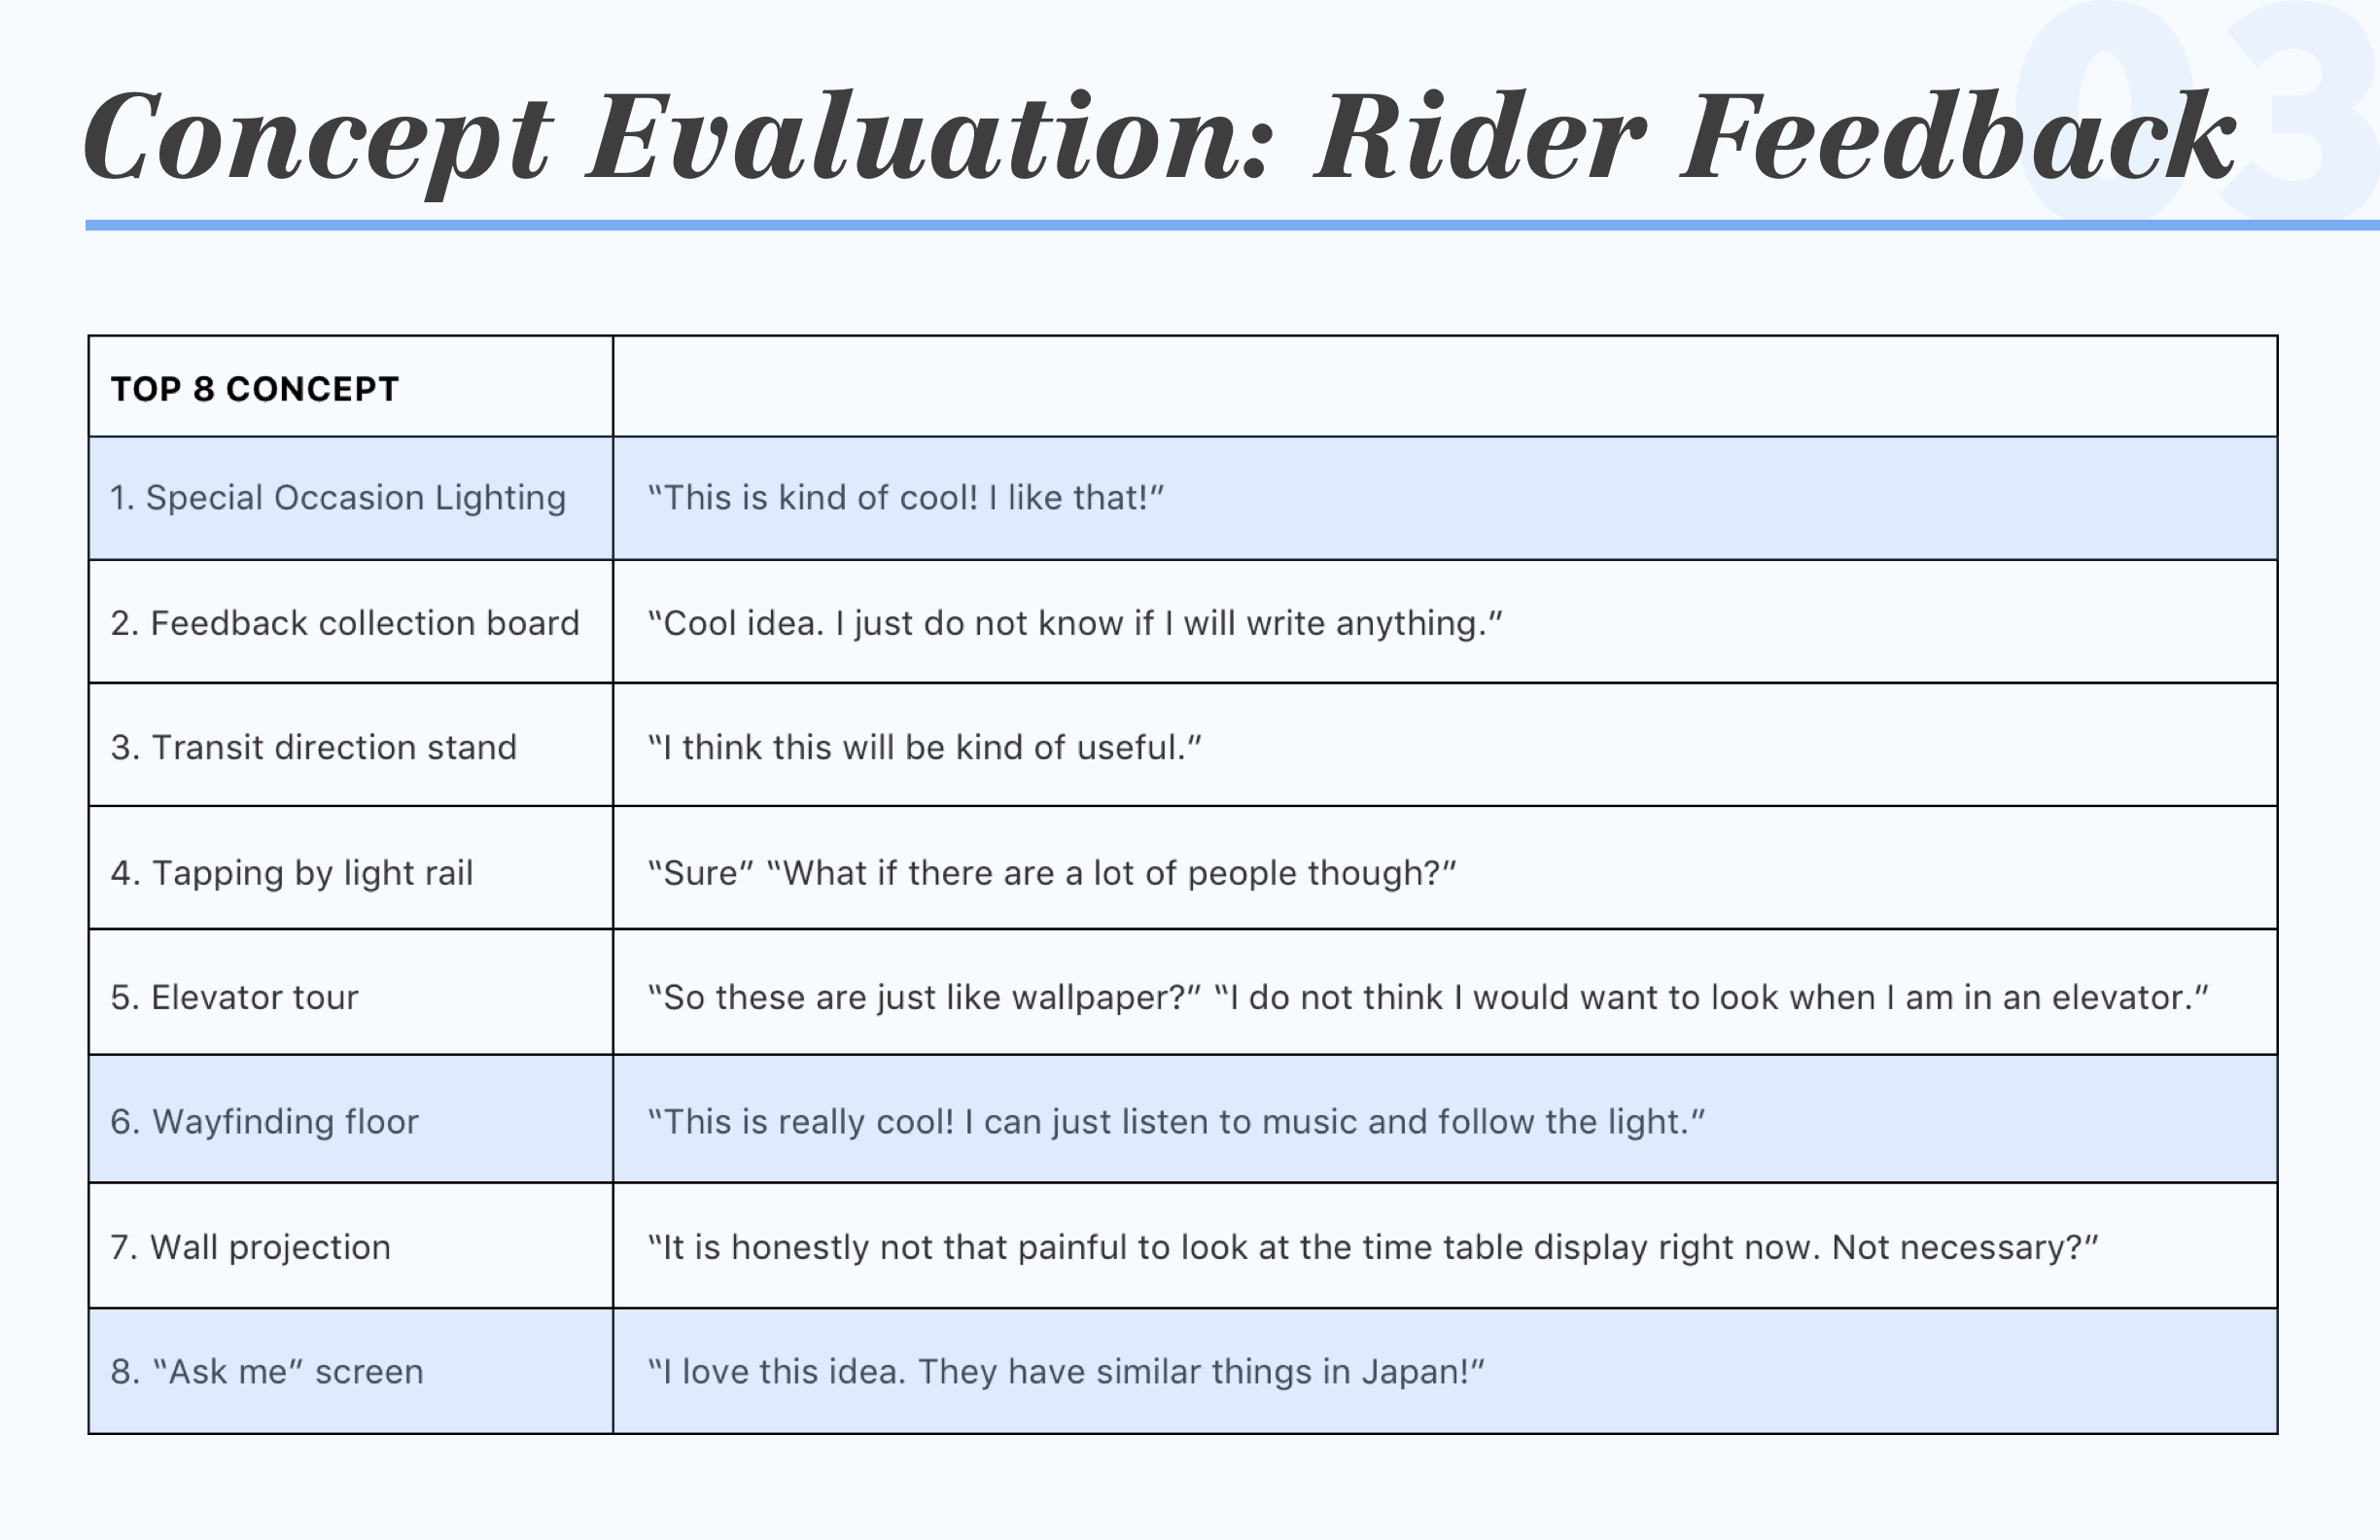 03
Concept Evaluation: Rider Feedback
TOP 8 CONCEPT
1. Special Occasion Lighting
“This is kind of cool! I like that!”
2. Feedback collection board
“Cool idea. I just do not know if I will write anything.”
3. Transit direction stand
“I think this will be kind of useful.”
4. Tapping by light rail
“Sure” “What if there are a lot of people though?”
5. Elevator tour
“So these are just like wallpaper?” “I do not think I would want to look when I am in an elevator.”
6. Wayfinding floor
“This is really cool! I can just listen to music and follow the light.”
7. Wall projection
“It is honestly not that painful to look at the time table display right now. Not necessary?”
8. “Ask me” screen
“I love this idea. They have similar things in Japan!”